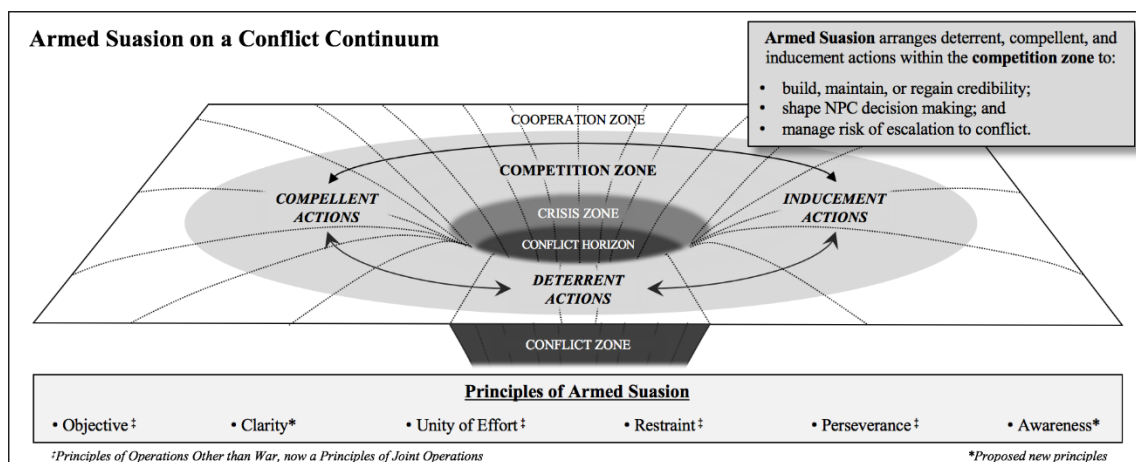 Armed Suasion on a Conflict Continuum
Armed Suasion arranges deterrent, compellent, and
inducement actions within the competition zone to:
• build, maintain, or regain credibility;
• shape NPC decision making; and
• manage risk of escalation to conflict.
COOPERATION ZONE
COMPETITION ZONE
COMPELLENT
ACTIONS
INDUCEMENT
ACTIONS
CRISIS ZONE
CONFLICT HORIZON
DETERRENT
ACTIONS
CONFLICT ZONE
Principles of Armed Suasion
• Objective‡ • Clarity* • Unity of Effort‡ • Restraint‡ • Perseverance‡ • Awareness*
‡Principles of Operations Other than War, now a Principles of Joint Operations *Proposed new principles